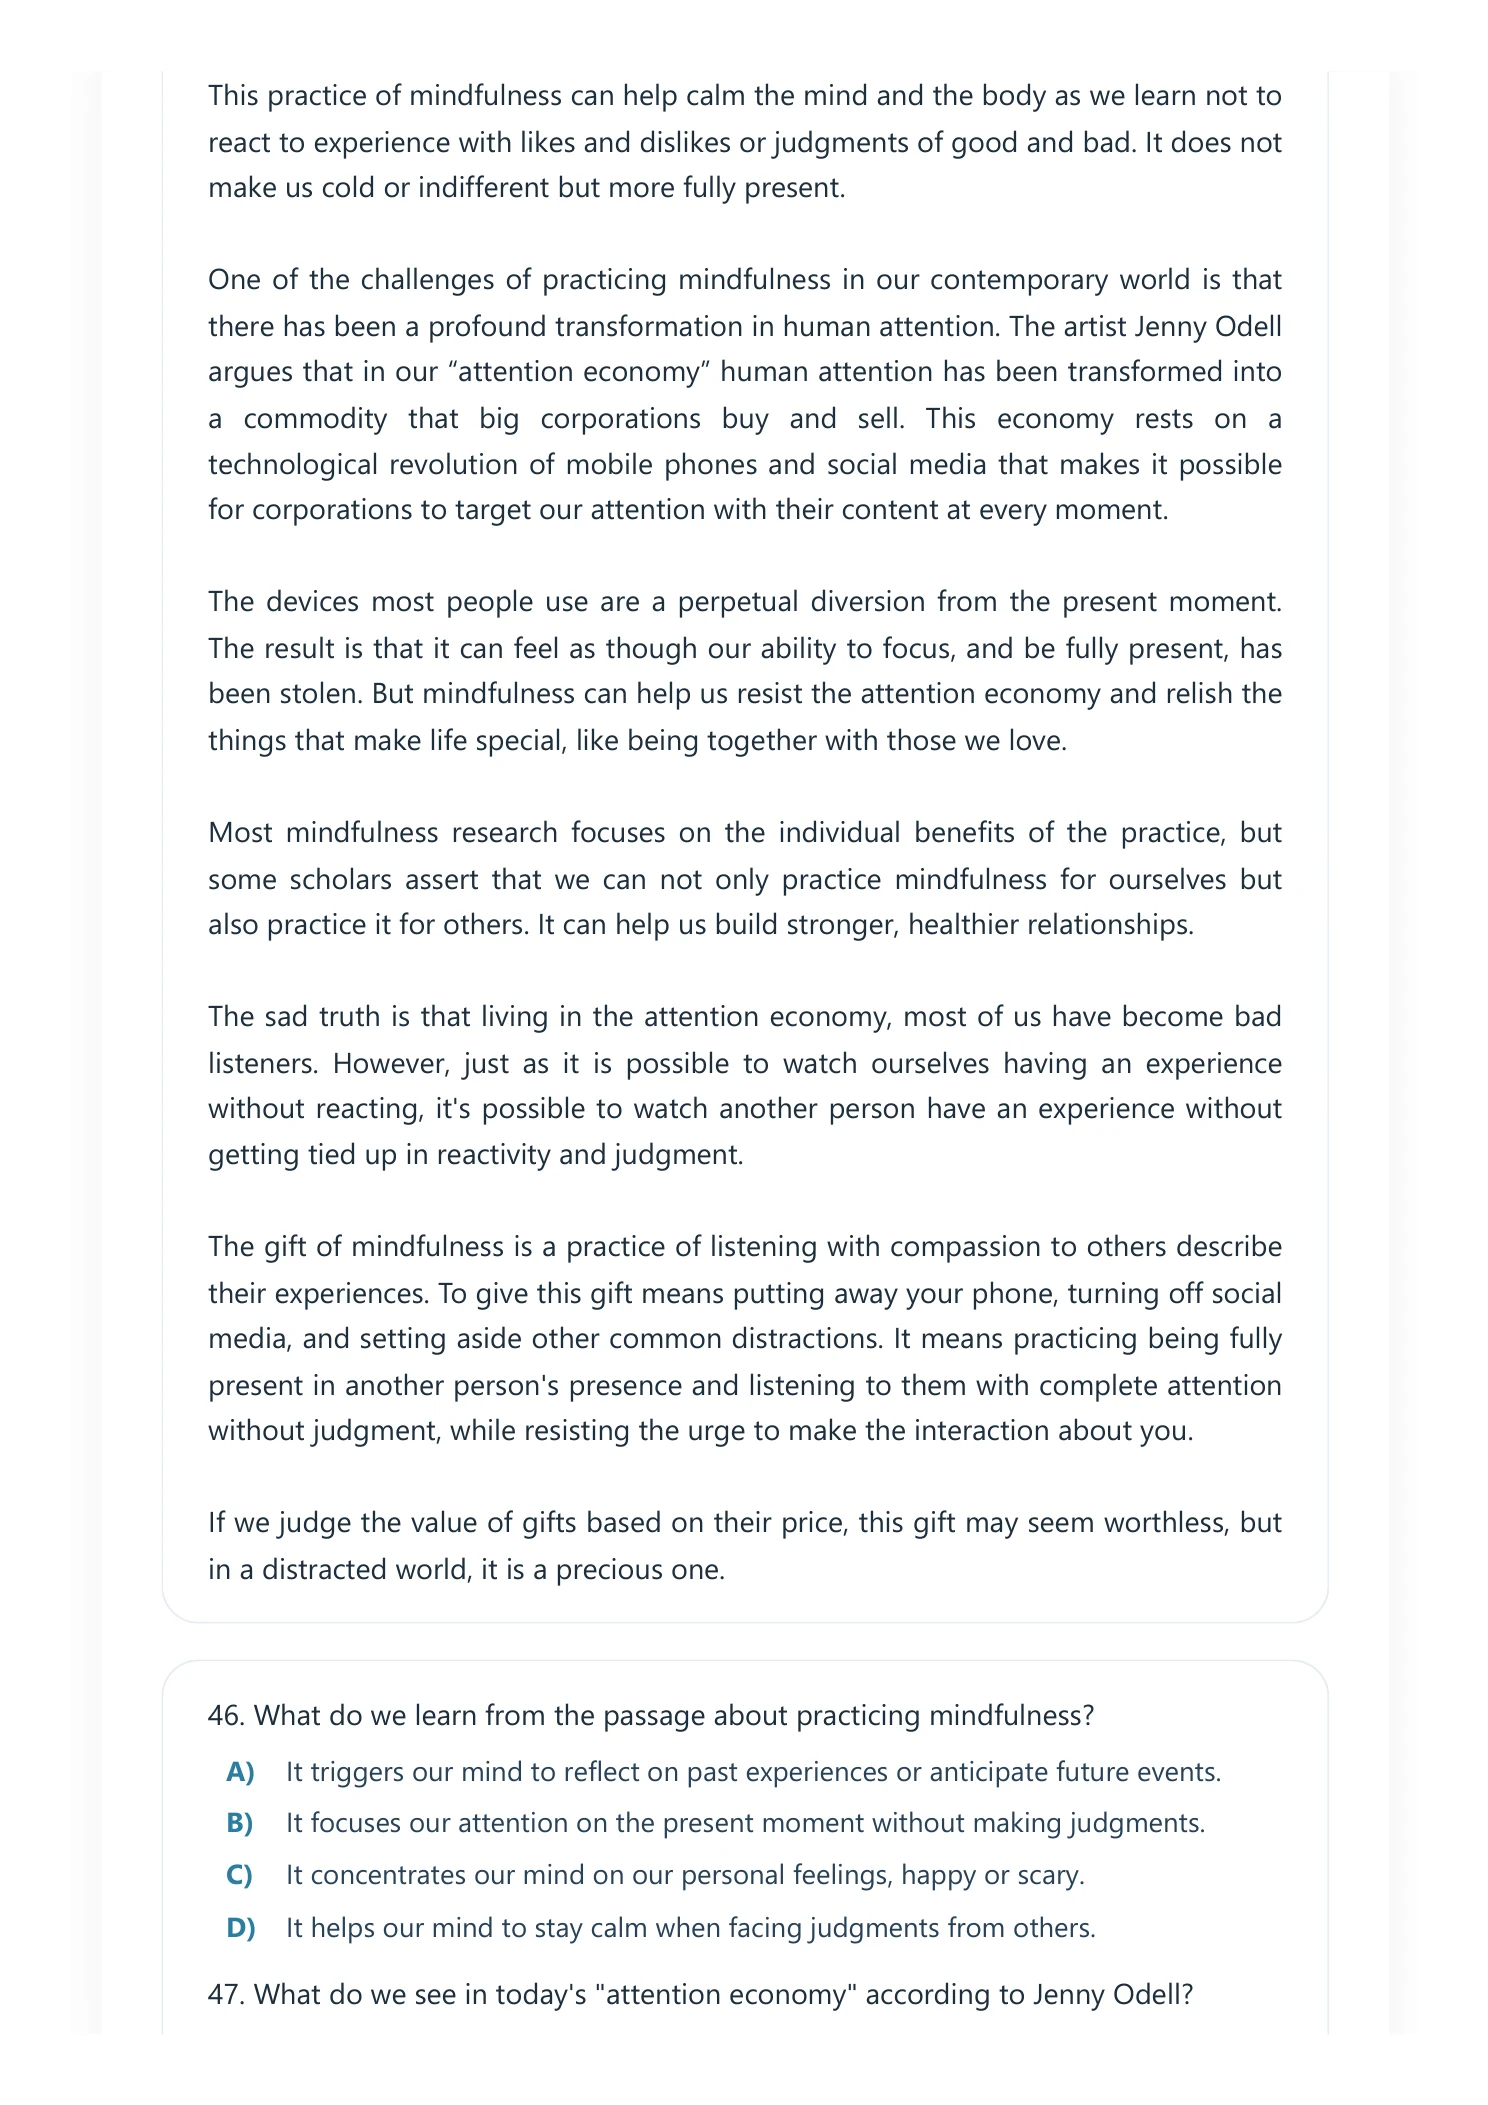 This practice of mindfulness can help calm the mind and the body as we learn not to
react to experience with likes and dislikes or judgments of good and bad. It does not
make us cold or indifferent but more fully present.
One of the challenges of practicing mindfulness in our contemporary world is that
there has been a profound transformation in human attention. The artist Jenny Odell
argues that in our “attention economy” human attention has been transformed into
a commodity that big corporations buy and sell. This economy rests on a
technological revolution of mobile phones and social media that makes it possible
for corporations to target our attention with their content at every moment.
The devices most people use are a perpetual diversion from the present moment.
The result is that it can feel as though our ability to focus, and be fully present, has
been stolen. But mindfulness can help us resist the attention economy and relish the
things that make life special, like being together with those we love.
Most mindfulness research focuses on the individual benefits of the practice, but
some scholars assert that we can not only practice mindfulness for ourselves but
also practice it for others. It can help us build stronger, healthier relationships.
The sad truth is that living in the attention economy, most of us have become bad
listeners. However, just as it is possible to watch ourselves having an experience
without reacting, it's possible to watch another person have an experience without
getting tied up in reactivity and judgment.
The gift of mindfulness is a practice of listening with compassion to others describe
their experiences. To give this gift means putting away your phone, turning off social
media, and setting aside other common distractions. It means practicing being fully
present in another person's presence and listening to them with complete attention
without judgment, while resisting the urge to make the interaction about you.
If we judge the value of gifts based on their price, this gift may seem worthless, but
in a distracted world, it is a precious one.
46. What do we learn from the passage about practicing mindfulness?
A) It triggers our mind to reflect on past experiences or anticipate future events.
B) It focuses our attention on the present moment without making judgments.
C) It concentrates our mind on our personal feelings, happy or scary.
D) It helps our mind to stay calm when facing judgments from others.
47. What do we see in today's "attention economy" according to Jenny Odell?